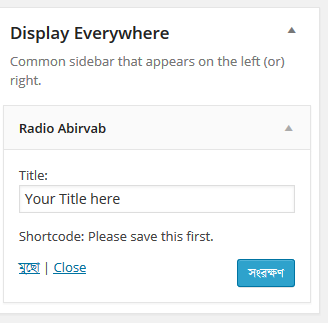 Display Everywhere
Common sidebar that appears on the left (or)
right.
Radio Abirvab
Title:
Your Title here
Shortcode: Please save this first.
মুছো | Close
সংরক্ষণ